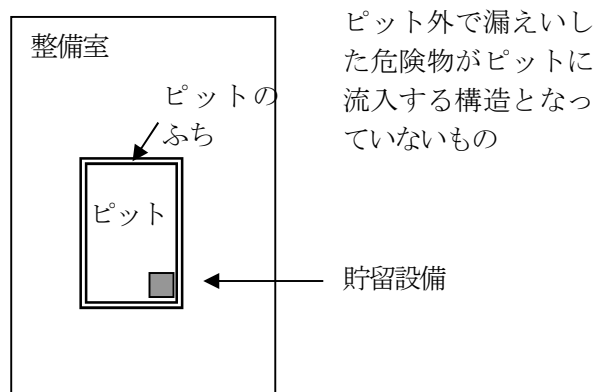 整備室
ピットの
ふち
ピット
ピット外で漏えいし
た危険物がピットに
流入する構造となっ
ていないもの
貯留設備